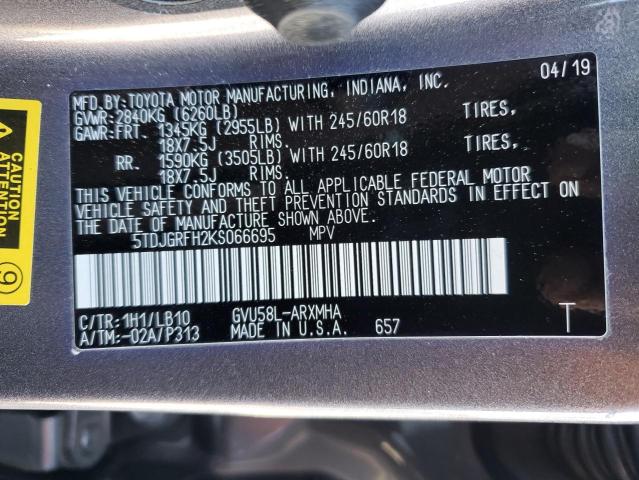 MFD.BY:TOYOTA MOTOR MANUFACTURING, INDIANA, INC. 04/19
GVWR:2840KG (6260LB)
GAWR:FRT. 1345KG (2955LB) WITH 245/60R18 TIRES,
18X7.5J RIMS.
RR. 1590KG (3505LB) WITH 245/60R18 TIRES,
18X7.5J RIMS.
THIS VEHICLE CONFORMS TO ALL APPLICABLE FEDERAL MOTOR
VEHICLE SAFETY AND THEFT PREVENTION STANDARDS IN EFFECT ON
THE DATE OF MANUFACTURE SHOWN ABOVE.
5TDJGRFH2KS066695 MPV
C/TR:1H1/LB10 GVU58L-ARXMHA
A/TM:-02A/P313 MADE IN U.S.A. 657 T
CAUTION
ATTENTION
9